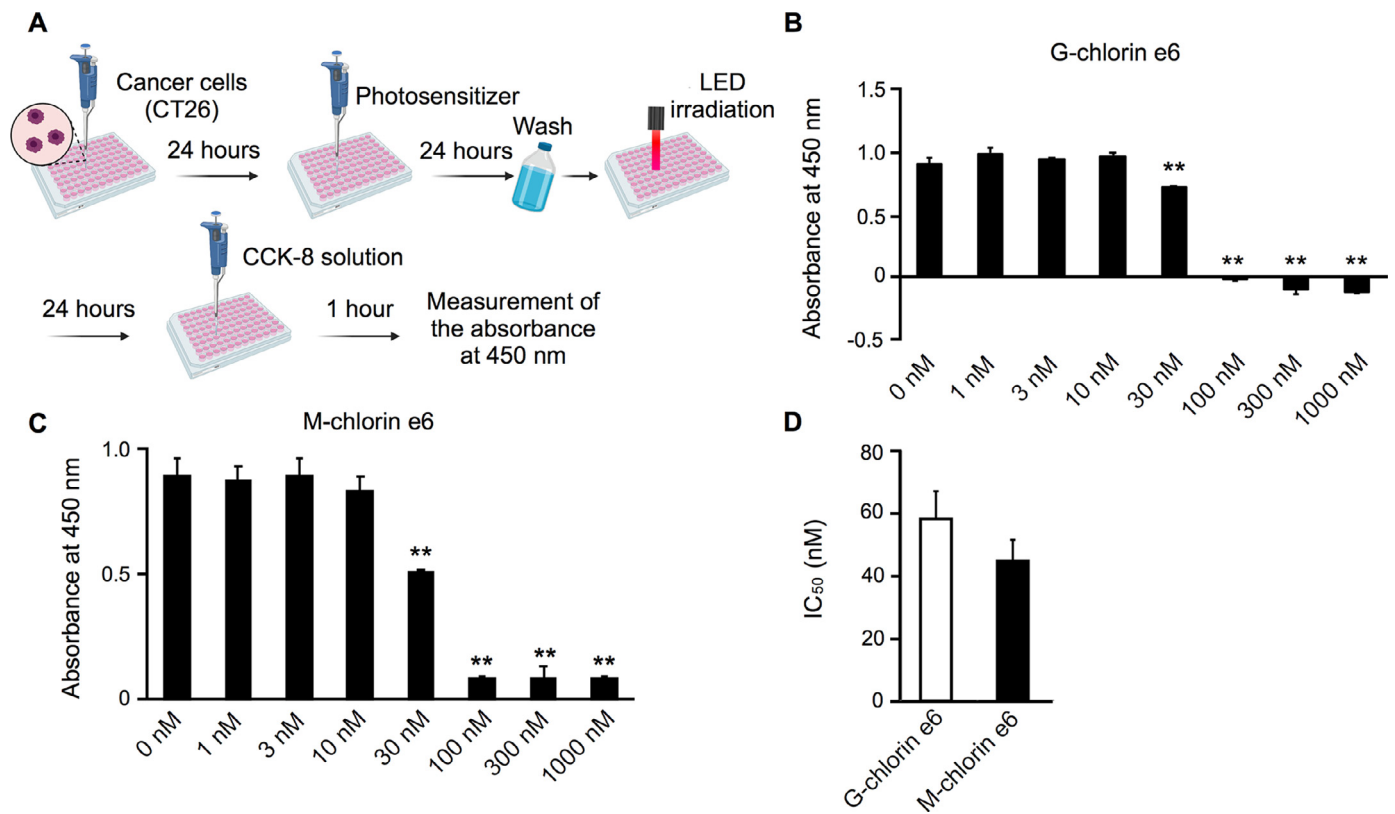 A
Cancer cells
(CT26)
24 hours
Photosensitizer
24 hours
Wash
LED
irradiation
24 hours
CCK-8 solution
1 hour
Measurement of
the absorbance
at 450 nm
B
G-chlorin e6
Absorbance at 450 nm
1.5
1.0
0.5
0
-0.5
**
**
**
**
0 nM
1 nM
3 nM
10 nM
30 nM
100 nM
300 nM
1000 nM
C
M-chlorin e6
Absorbance at 450 nm
1.0
0.5
0
**
**
**
**
0 nM
1 nM
3 nM
10 nM
30 nM
100 nM
300 nM
1000 nM
D
IC50 (nM)
80
60
40
20
0
G-chlorin e6
M-chlorin e6